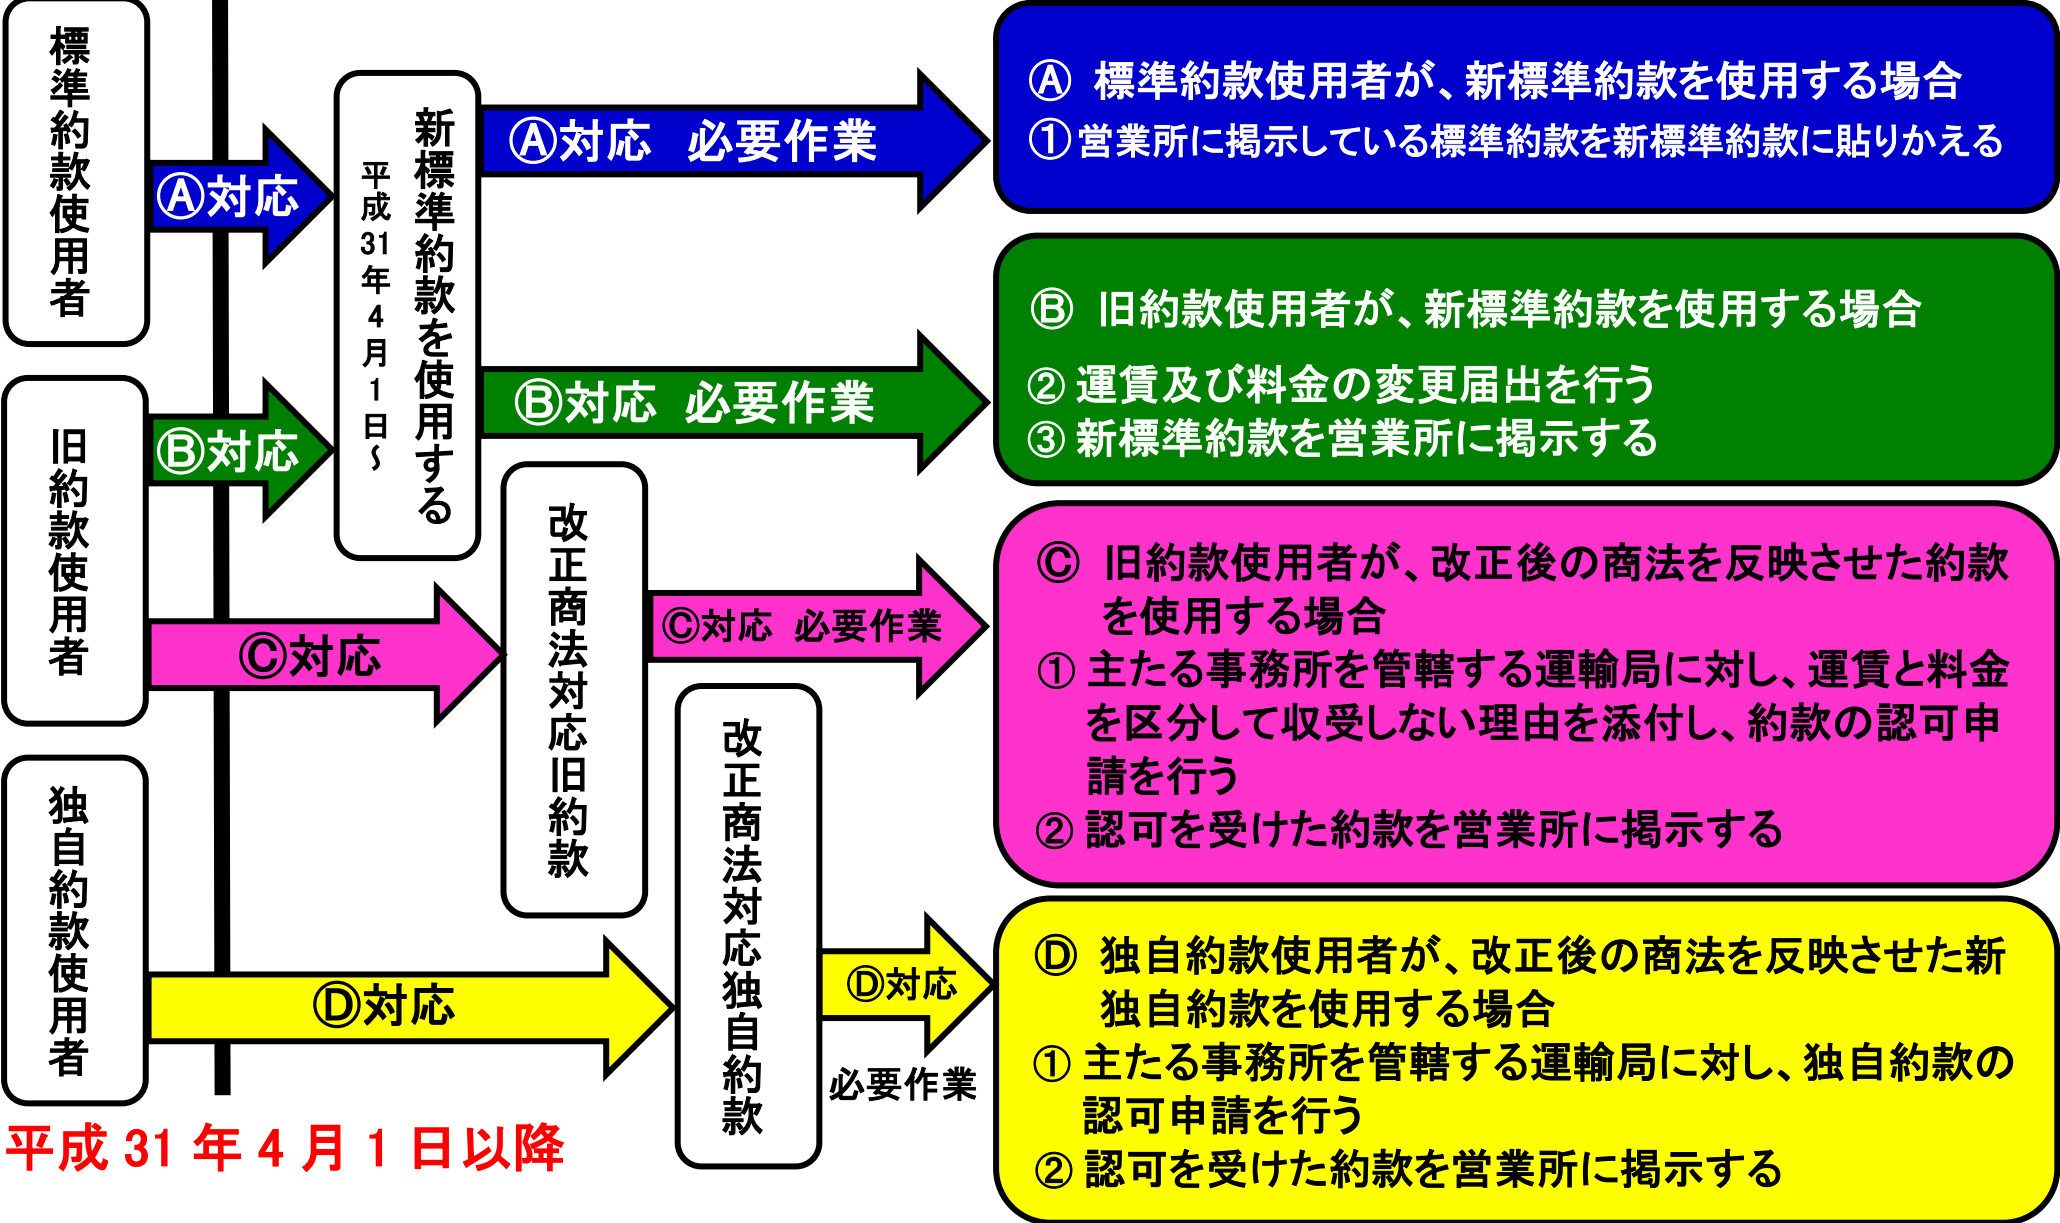 標準約款使用者
旧約款使用者
独自約款使用者
平成 31 年 4 月 1 日以降
Ⓐ対応
Ⓑ対応
Ⓒ対応
Ⓓ対応
新標準約款を使用する
平成31年4月1日～
改正商法対応旧約款
改正商法対応独自約款
Ⓐ対応 必要作業
Ⓑ対応 必要作業
Ⓒ対応 必要作業
Ⓓ対応
必要作業
Ⓐ 標準約款使用者が、新標準約款を使用する場合
①営業所に掲示している標準約款を新標準約款に貼りかえる
Ⓑ 旧約款使用者が、新標準約款を使用する場合
②運賃及び料金の変更届出を行う
③新標準約款を営業所に掲示する
Ⓒ 旧約款使用者が、改正後の商法を反映させた約款
を使用する場合
① 主たる事務所を管轄する運輸局に対し、運賃と料金
を区分して収受しない理由を添付し、約款の認可申
請を行う
② 認可を受けた約款を営業所に掲示する
Ⓓ 独自約款使用者が、改正後の商法を反映させた新
独自約款を使用する場合
① 主たる事務所を管轄する運輸局に対し、独自約款の
認可申請を行う
② 認可を受けた約款を営業所に掲示する